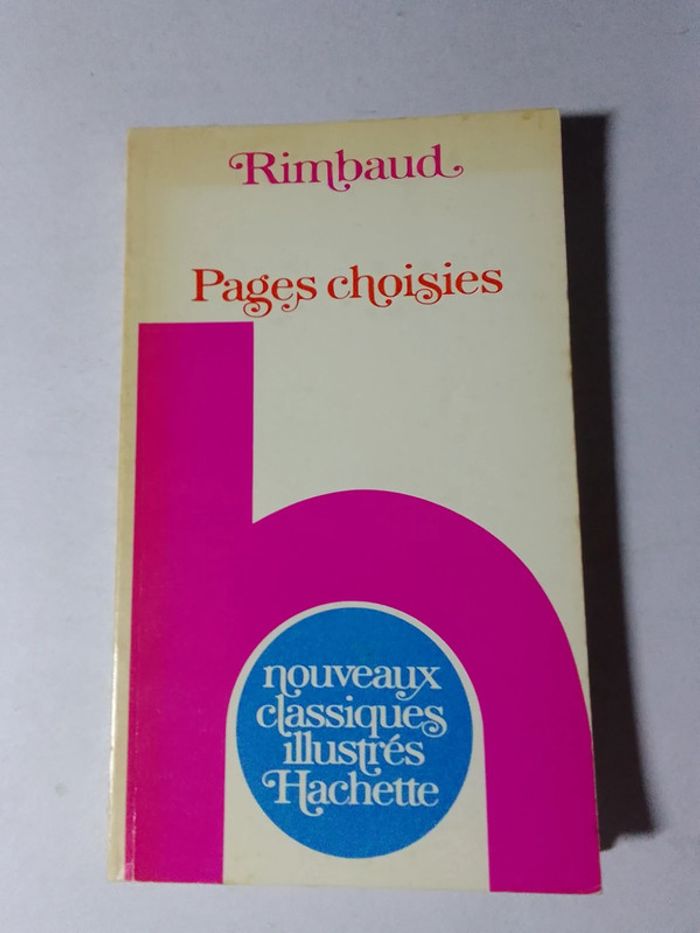 Rimbaud
Pages choisies
h
nouveaux
classiques
illustrés
Hachette